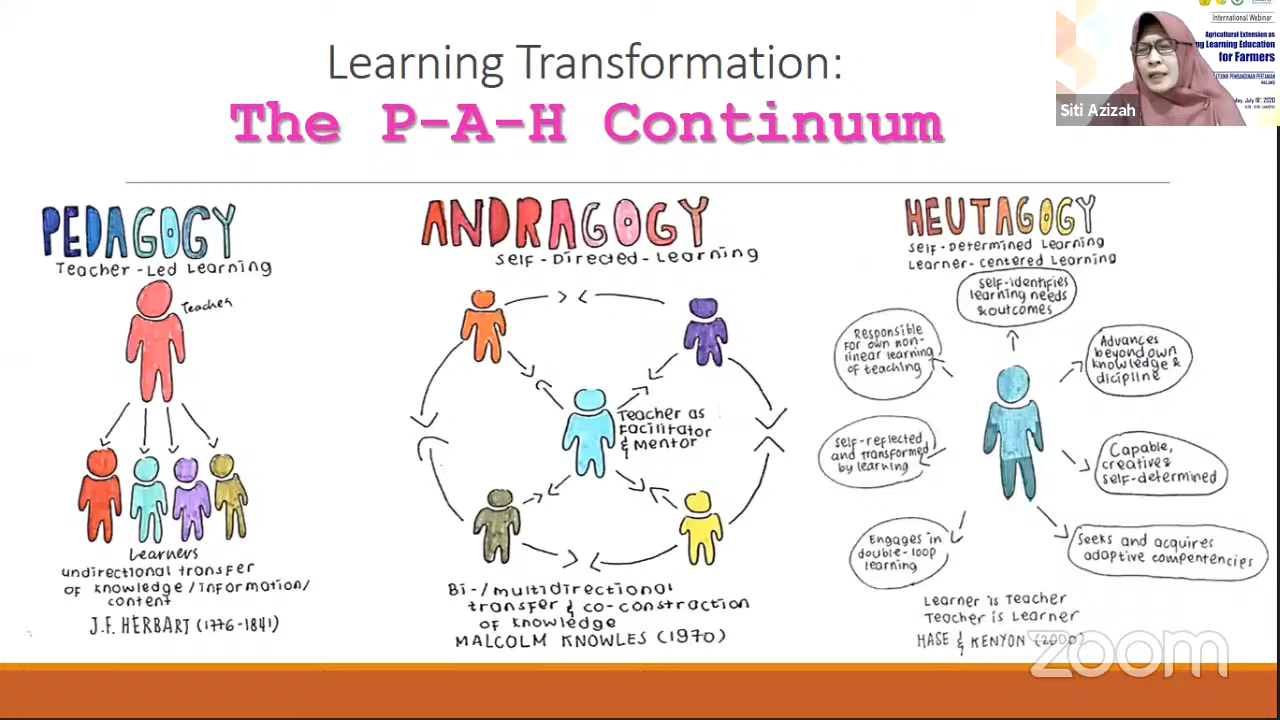 Learning Transformation:
The P-A-H Continuum
International Webinar
Agricultural Extension as
ng Learning Education
for Farmers
Siti Azizah
PEDAGOGY
Teacher-Led Learning
Teacher
Learners
undirectional transfer
of knowledge/information/
content
J.F. HERBART (1776-1841)
ANDRAGOGY
Self-Directed-Learning
Teacher as
facilitator
& Mentor
Bi-/multidirectional
transfer & co-constraction
of knowledge
MALCOLM KNOWLES (1970)
HEUTAGOGY
Self-Determined Learning
Learner-Centered Learning
Self-identifies
learning needs
& outcomes
Responsible
for own non-
linear learning
of teaching
Advances
beyond own
knowledge &
dicipline
Self-reflected
and transformed
by learning
Capable,
creative &
self-determined
Engages in
double-loop
learning
Seeks and acquires
adaptive compentencies
Learner is Teacher
Teacher is Learner
HASE & KENYON (2000)
zoom